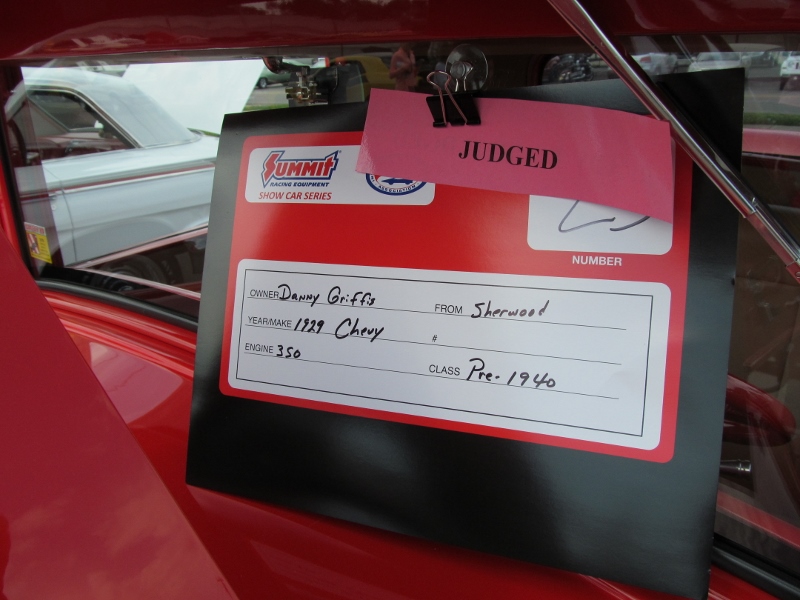 JUDGED
SUMMIT
RACING EQUIPMENT
SHOW CAR SERIES
ASSOCIATION
NUMBER
OWNER Danny Griffis FROM Sherwood
YEAR/MAKE 1929 Chevy #
ENGINE 350 CLASS Pre-1940